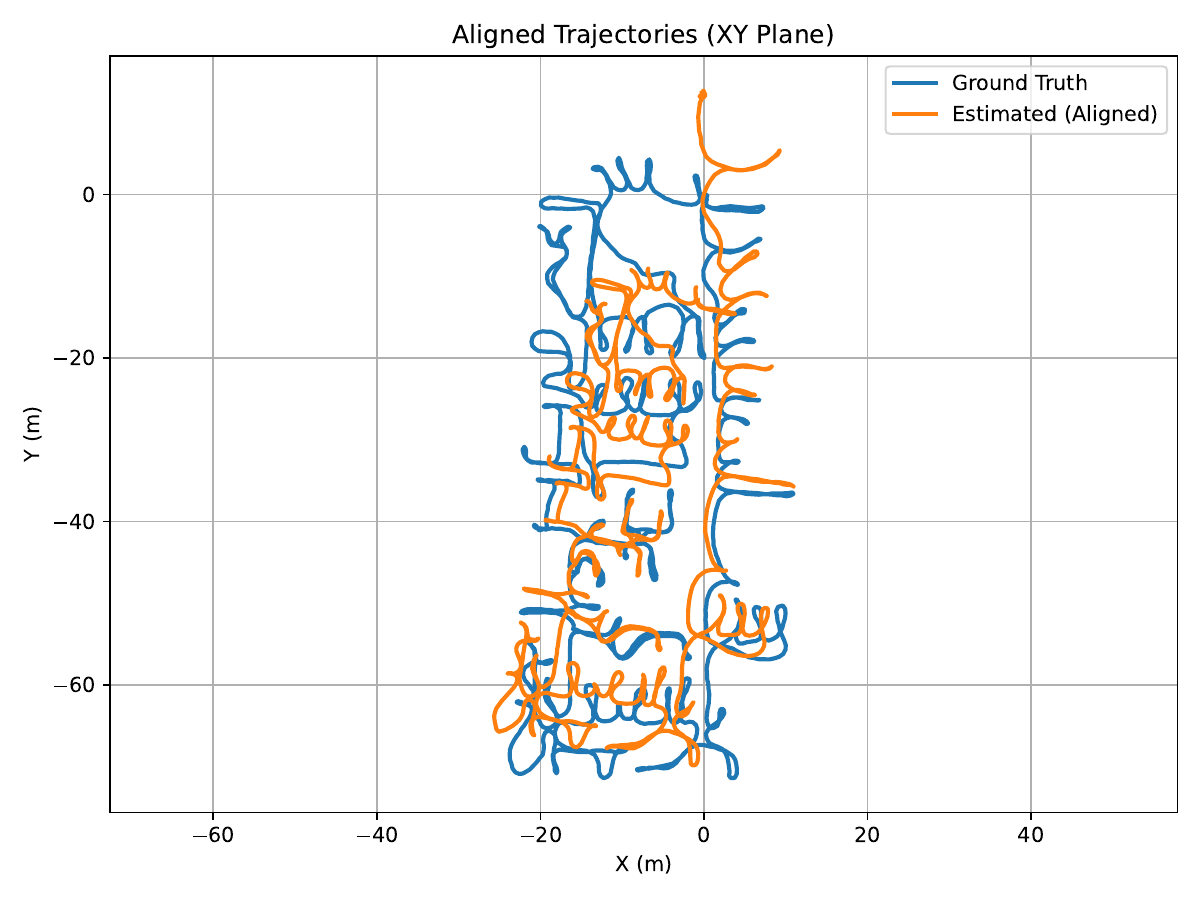 Aligned Trajectories (XY Plane)
Ground Truth
Estimated (Aligned)
0
−20
−40
−60
Y (m)
−60
−40
−20
0
20
40
X (m)